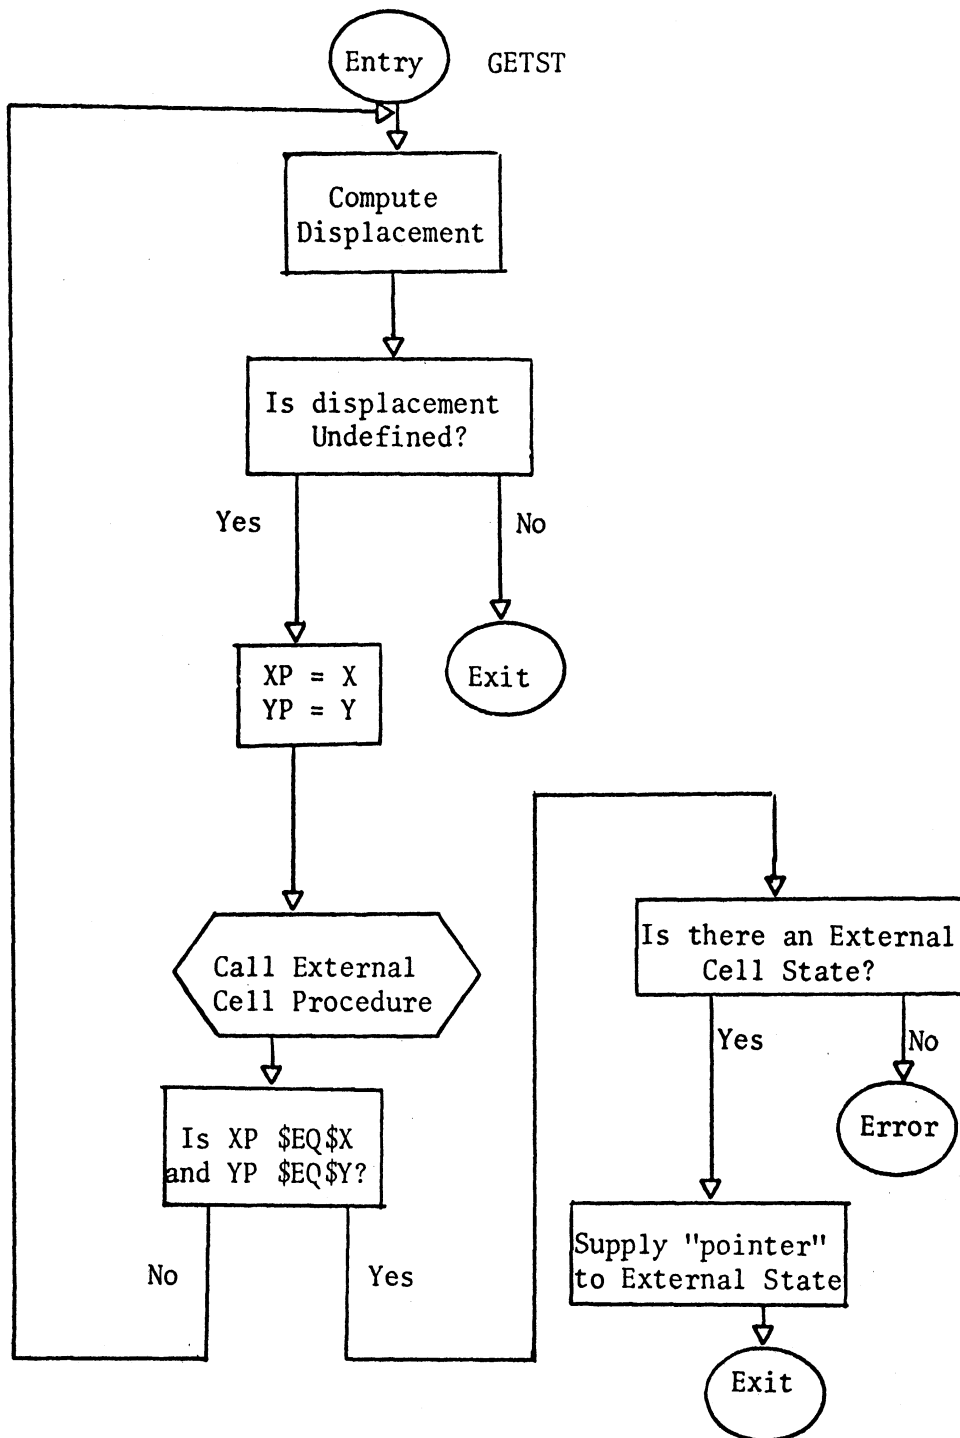 Entry
GETST
Compute
Displacement
Is displacement
Undefined?
Yes
No
XP = X
YP = Y
Exit
Call External
Cell Procedure
Is XP $EQ$X
and YP $EQ$Y?
No
Yes
Is there an External
Cell State?
Yes
No
Error
Supply "pointer"
to External State
Exit